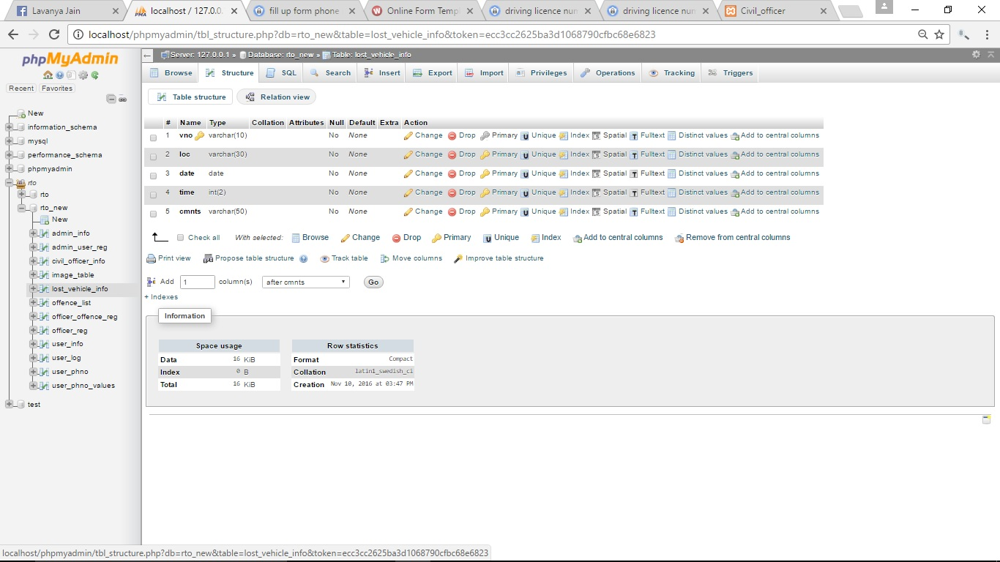 Lavanya Jain
localhost / 127.0.0.
fill up form phone
Online Form Temp
driving licence num
driving licence num
Civil_officer
localhost/phpmyadmin/tbl_structure.php?db=rto_new&table=lost_vehicle_info&token=ecc3cc2625ba3d1068790cfbc68e6823
phpMyAdmin
Recent Favorites
New
information_schema
mysql
performance_schema
phpmyadmin
rto
rto
rto_new
New
admin_info
admin_user_reg
civil_officer_info
image_table
lost_vehicle_info
offence_list
officer_offence_reg
officer_reg
user_info
user_log
user_phno
user_phno_values
test
Server: 127.0.0.1 » Database: rto_new » Table: lost_vehicle_info
Browse Structure SQL Search Insert Export Import Privileges Operations Tracking Triggers
Table structure Relation view
# Name Type Collation Attributes Null Default Extra Action
1 vno varchar(10) No None Change Drop Primary Unique Index Spatial Fulltext Distinct values Add to central columns
2 loc varchar(30) No None Change Drop Primary Unique Index Spatial Fulltext Distinct values Add to central columns
3 date date No None Change Drop Primary Unique Index Spatial Fulltext Distinct values Add to central columns
4 time int(2) No None Change Drop Primary Unique Index Spatial Fulltext Distinct values Add to central columns
5 cmnts varchar(50) No None Change Drop Primary Unique Index Spatial Fulltext Distinct values Add to central columns
Check all With selected: Browse Change Drop Primary Unique Index Add to central columns Remove from central columns
Print view Propose table structure Track table Move columns Improve table structure
Add 1 column(s) after cmnts Go
+ Indexes
Information
Space usage
Data 16 KiB
Index 0 B
Total 16 KiB
Row statistics
Format Compact
Collation latin1_swedish_ci
Creation Nov 10, 2016 at 03:47 PM
localhost/phpmyadmin/tbl_structure.php?db=rto_new&table=lost_vehicle_info&token=ecc3cc2625ba3d1068790cfbc68e6823